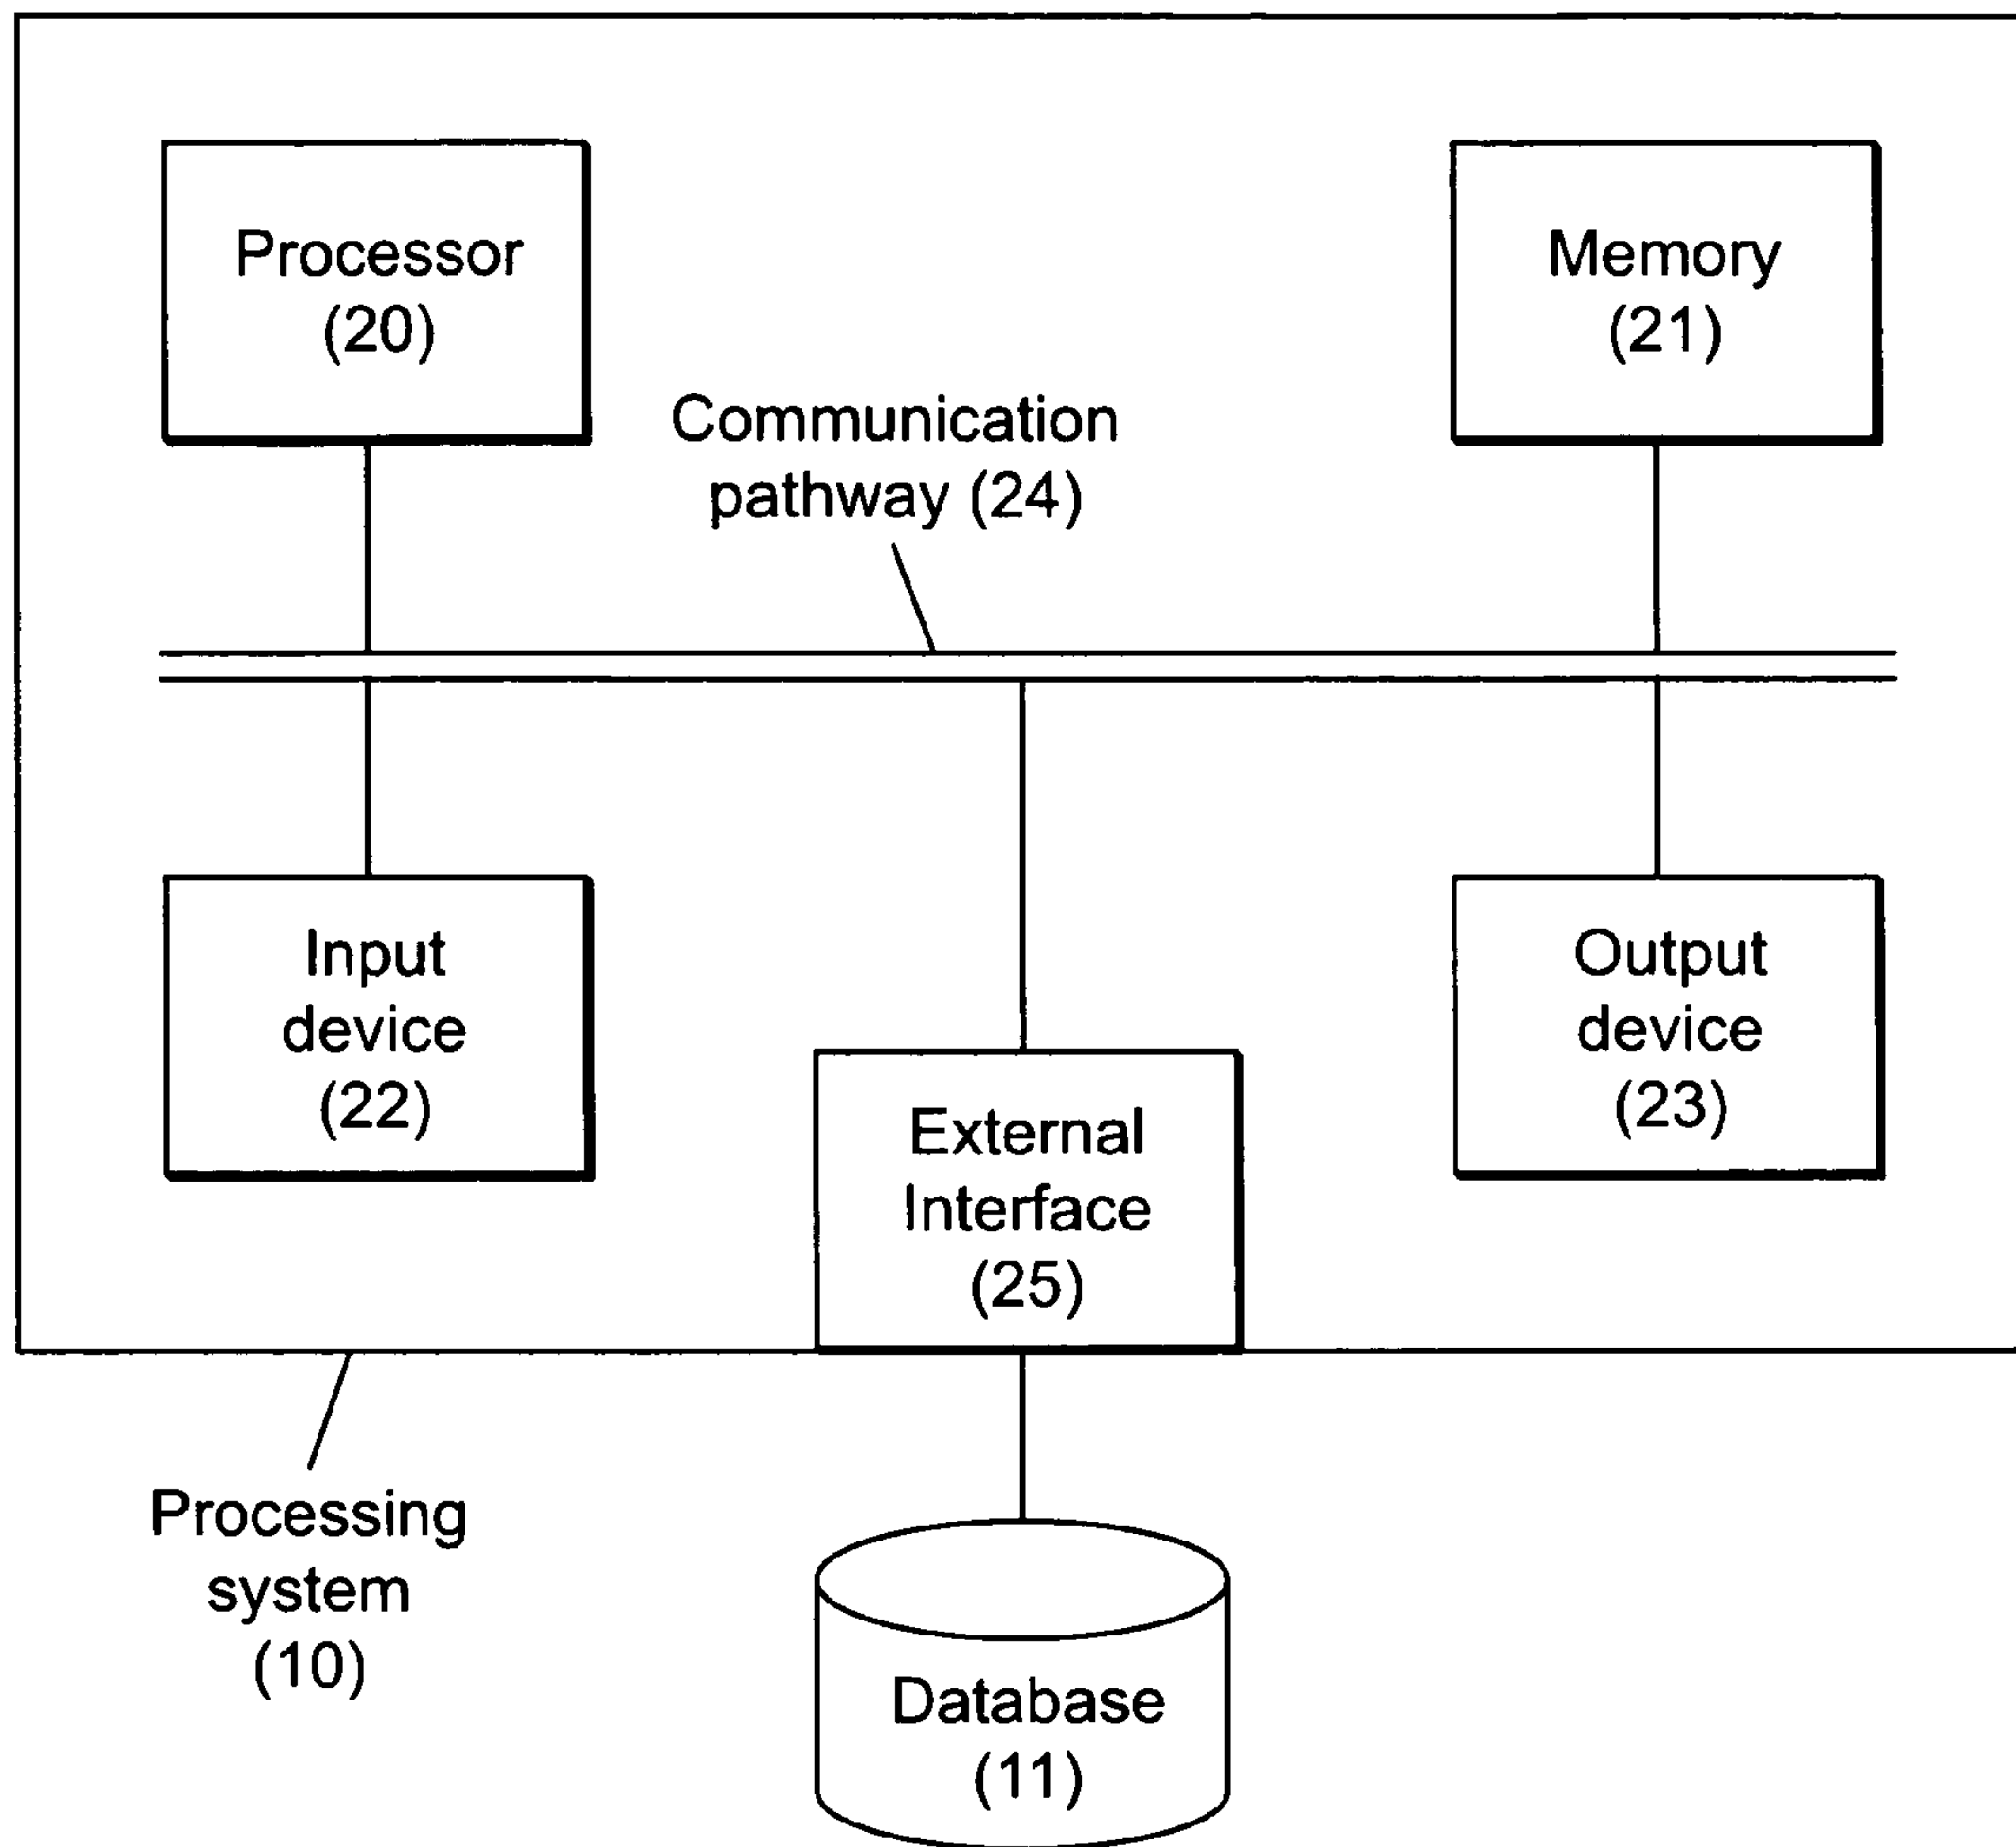 Processor
(20)
Memory
(21)
Communication
pathway (24)
Input
device
(22)
Output
device
(23)
External
Interface
(25)
Processing
system
(10)
Database
(11)